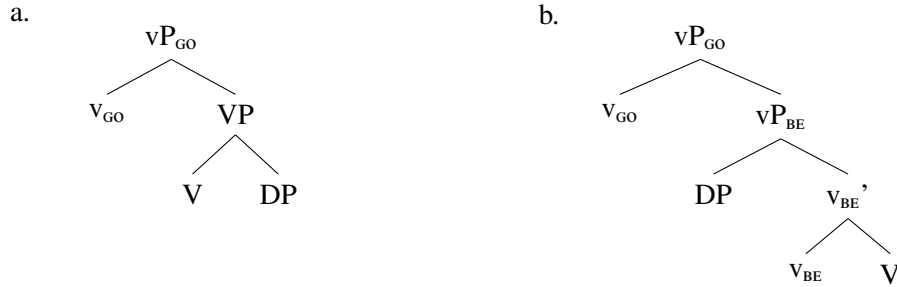 a. b.
vP_GO vP_GO
v_GO VP v_GO vP_BE
V DP DP v_BE’
v_BE V